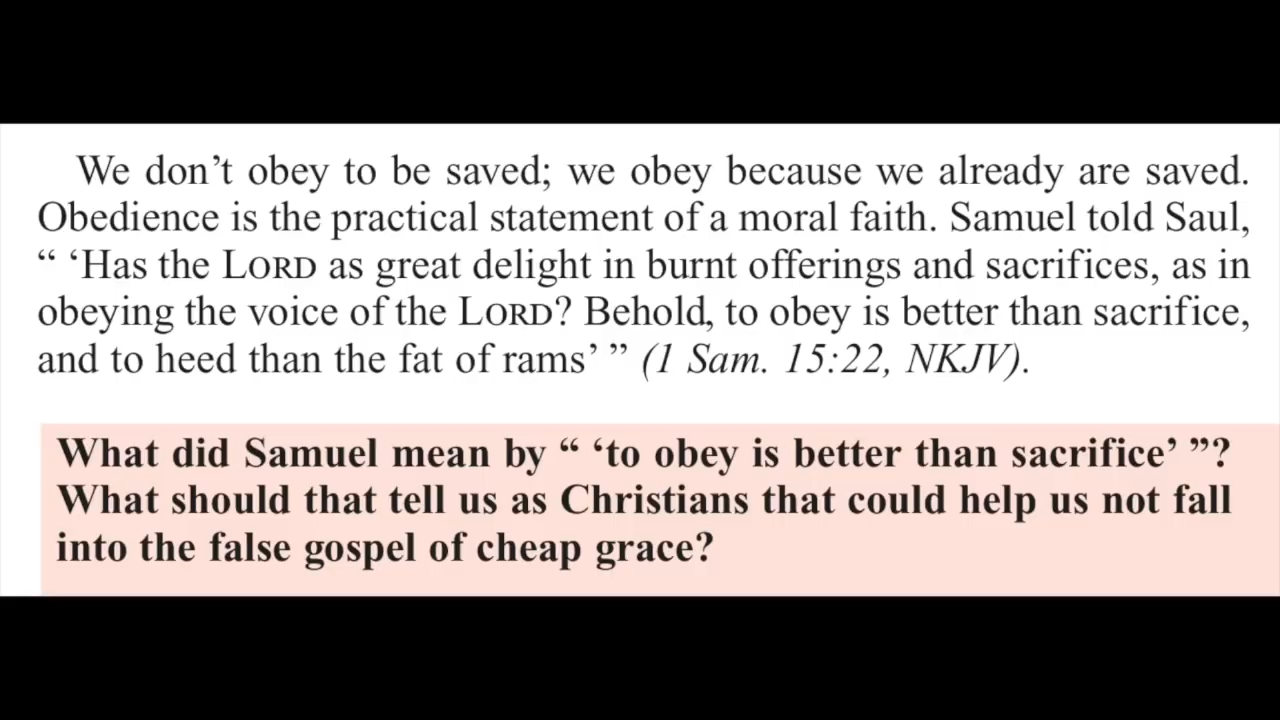 We don’t obey to be saved; we obey because we already are saved.
Obedience is the practical statement of a moral faith. Samuel told Saul,
“ ‘Has the LORD as great delight in burnt offerings and sacrifices, as in
obeying the voice of the LORD? Behold, to obey is better than sacrifice,
and to heed than the fat of rams’ ” (1 Sam. 15:22, NKJV).
What did Samuel mean by “ ‘to obey is better than sacrifice’ ”?
What should that tell us as Christians that could help us not fall
into the false gospel of cheap grace?